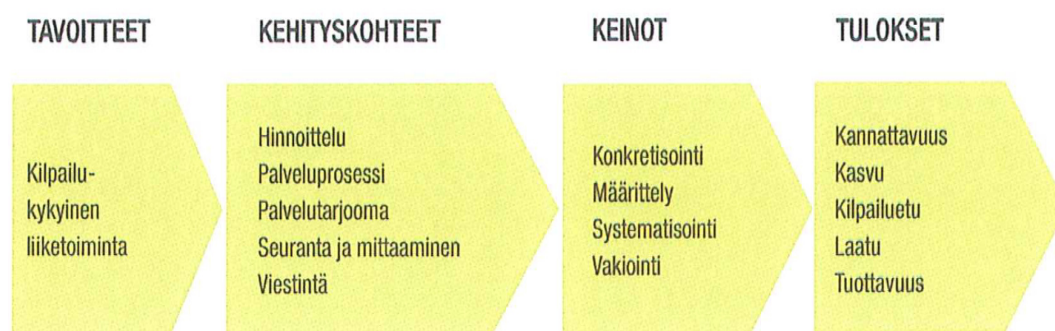 TAVOITTEET
Kilpailu-
kykyinen
liiketoiminta
KEHITYSKOHTEET
Hinnoittelu
Palveluprosessi
Palvelutarjooma
Seuranta ja mittaaminen
Viestintä
KEINOT
Konkretisointi
Määrittely
Systematisointi
Vakiointi
TULOKSET
Kannattavuus
Kasvu
Kilpailuetu
Laatu
Tuottavuus